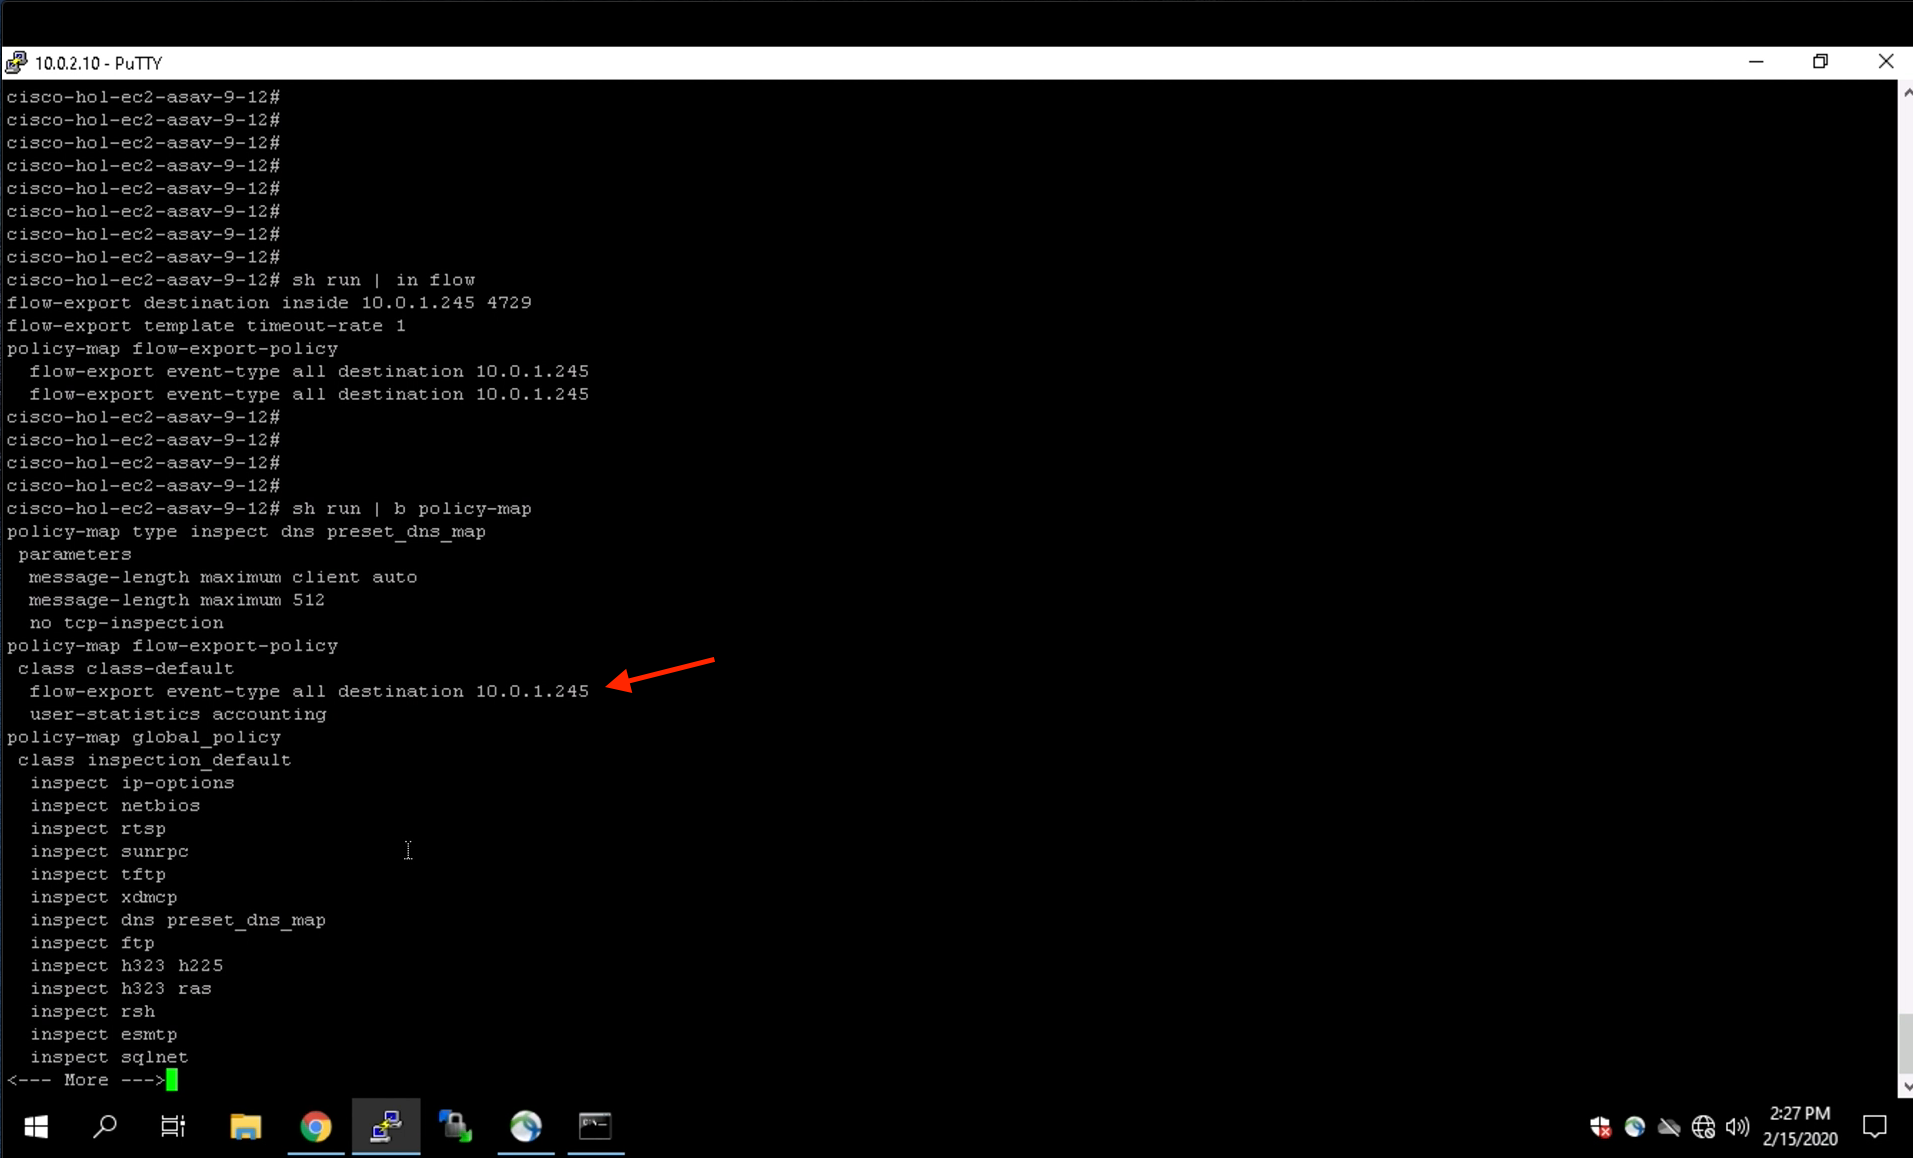 10.0.2.10 - PuTTY
cisco-hol-ec2-asav-9-12#
cisco-hol-ec2-asav-9-12#
cisco-hol-ec2-asav-9-12#
cisco-hol-ec2-asav-9-12#
cisco-hol-ec2-asav-9-12#
cisco-hol-ec2-asav-9-12#
cisco-hol-ec2-asav-9-12#
cisco-hol-ec2-asav-9-12#
cisco-hol-ec2-asav-9-12# sh run | in flow
flow-export destination inside 10.0.1.245 4729
flow-export template timeout-rate 1
policy-map flow-export-policy
flow-export event-type all destination 10.0.1.245
flow-export event-type all destination 10.0.1.245
cisco-hol-ec2-asav-9-12#
cisco-hol-ec2-asav-9-12#
cisco-hol-ec2-asav-9-12#
cisco-hol-ec2-asav-9-12#
cisco-hol-ec2-asav-9-12# sh run | b policy-map
policy-map type inspect dns preset_dns_map
parameters
message-length maximum client auto
message-length maximum 512
no tcp-inspection
policy-map flow-export-policy
class class-default
flow-export event-type all destination 10.0.1.245
user-statistics accounting
policy-map global_policy
class inspection_default
inspect ip-options
inspect netbios
inspect rtsp
inspect sunrpc
inspect tftp
inspect xdmcp
inspect dns preset_dns_map
inspect ftp
inspect h323 h225
inspect h323 ras
inspect rsh
inspect esmtp
inspect sqlnet
<--- More --->
2:27 PM
2/15/2020